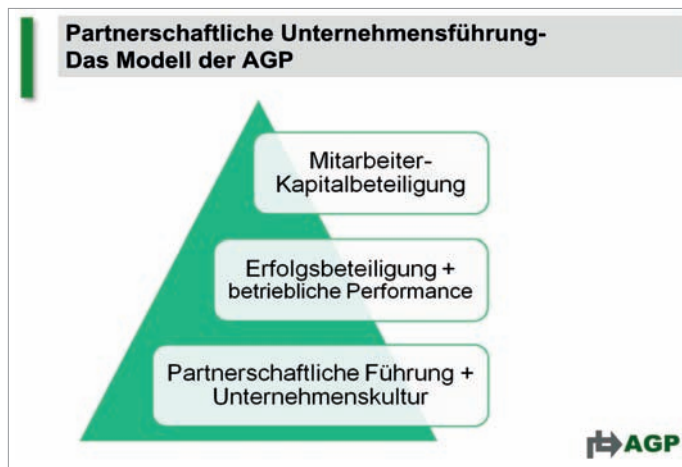 Partnerschaftliche Unternehmensführung-
Das Modell der AGP
Mitarbeiter-
Kapitalbeteiligung
Erfolgsbeteiligung +
betriebliche Performance
Partnerschaftliche Führung +
Unternehmenskultur
AGP